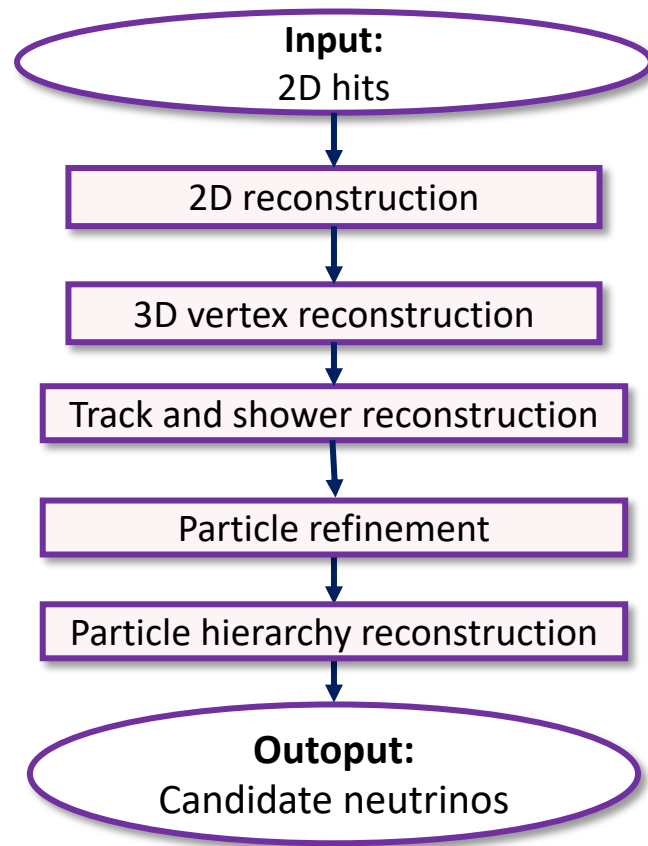 Input:
2D hits
2D reconstruction
3D vertex reconstruction
Track and shower reconstruction
Particle refinement
Particle hierarchy reconstruction
Outoput:
Candidate neutrinos